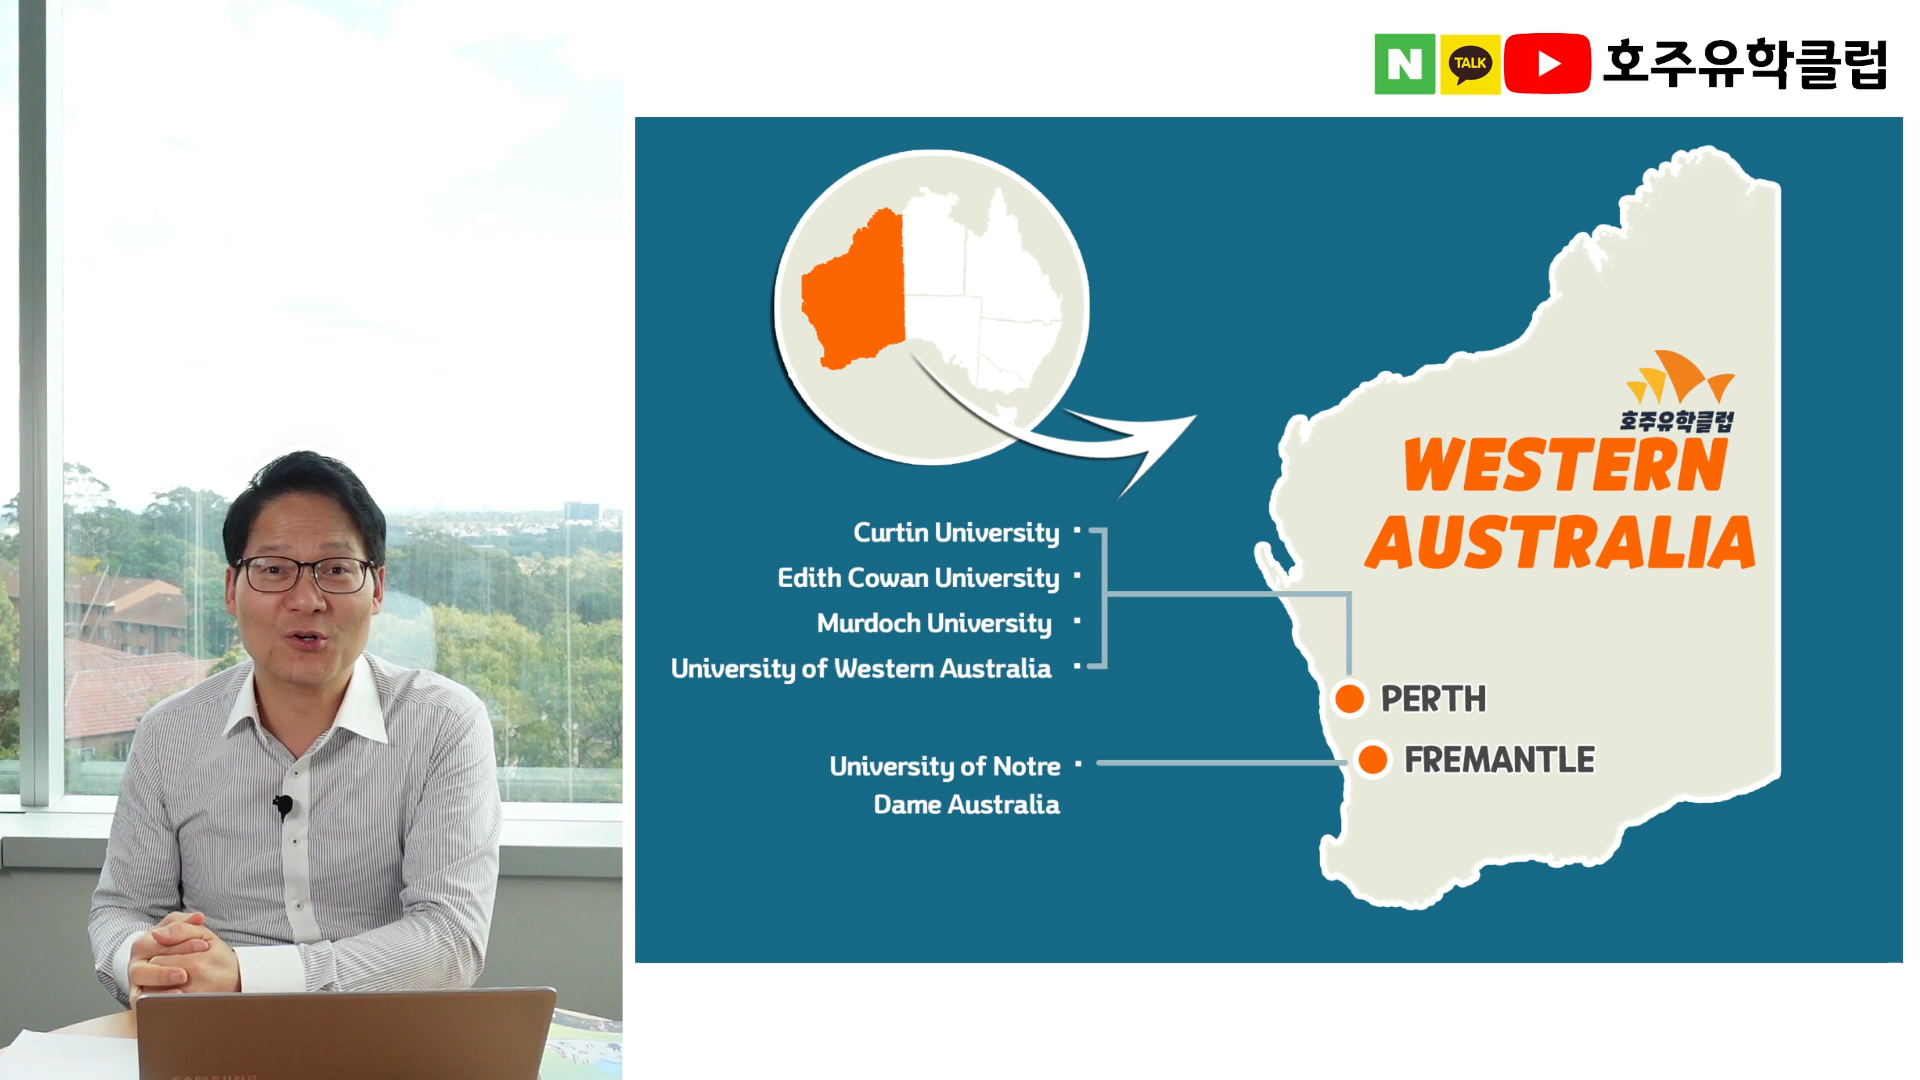 N TALK 호주유학클럽
호주유학클럽
WESTERN
AUSTRALIA
Curtin University
Edith Cowan University
Murdoch University
University of Western Australia
PERTH
University of Notre
Dame Australia
FREMANTLE
SAMSUNG